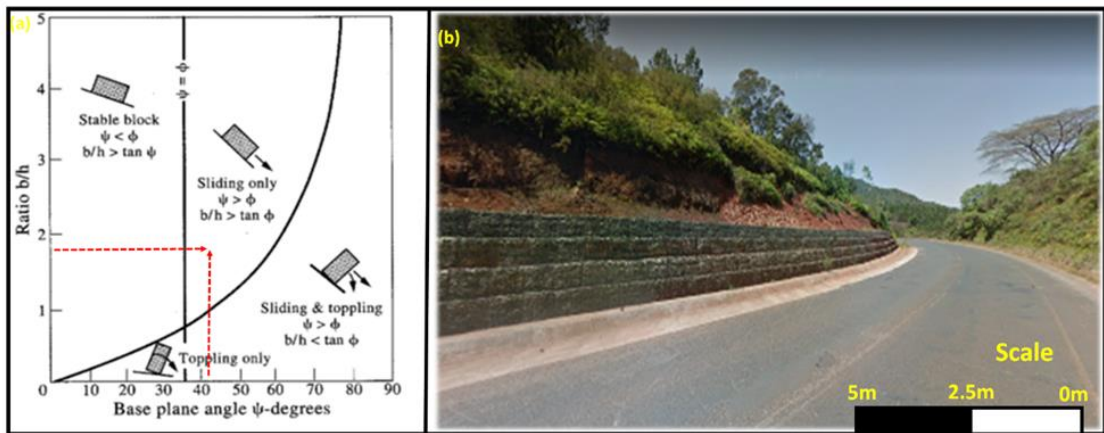 (a)
5
4
3
2
1
0
Ratio b/h
Stable block
ψ < ϕ
b/h > tan ψ
ψ = ϕ
Sliding only
ψ > ϕ
b/h > tan ϕ
Sliding & toppling
ψ > ϕ
b/h < tan ϕ
Toppling only
10 20 30 40 50 60 70 80 90
Base plane angle ψ-degrees
(b)
Scale
5m 2.5m 0m